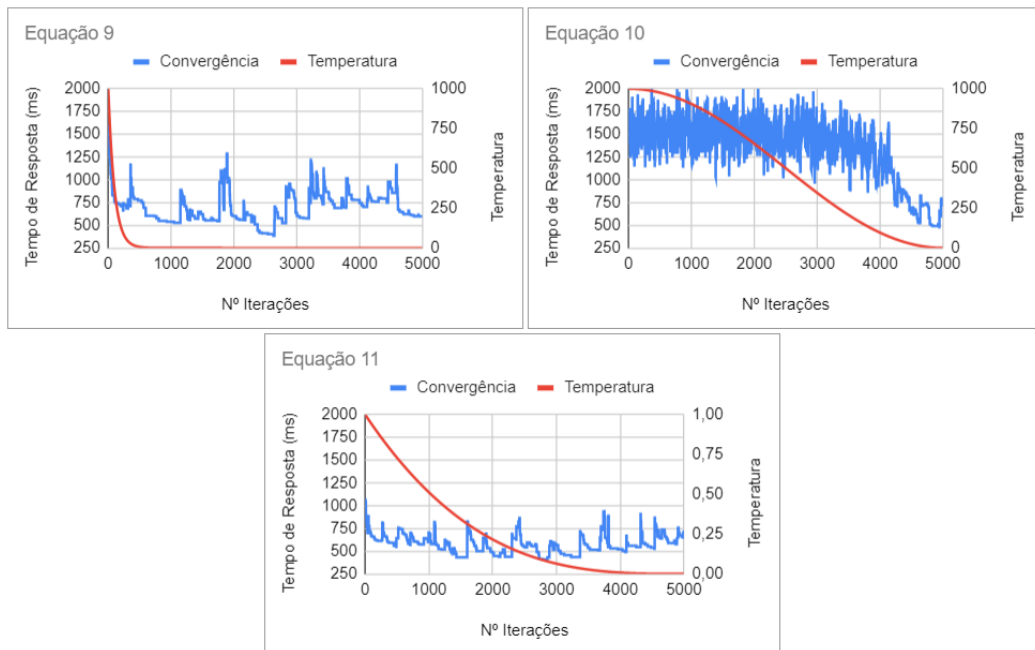 Equação 9
Convergência Temperatura
Tempo de Resposta (ms)
2000
1750
1500
1250
1000
750
500
250
1000
750
500
250
0
Temperatura
0 1000 2000 3000 4000 5000
Nº Iterações
Equação 10
Convergência Temperatura
Tempo de Resposta (ms)
2000
1750
1500
1250
1000
750
500
250
1000
750
500
250
0
Temperatura
0 1000 2000 3000 4000 5000
Nº Iterações
Equação 11
Convergência Temperatura
Tempo de Resposta (ms)
2000
1750
1500
1250
1000
750
500
250
1,00
0,75
0,50
0,25
0,00
Temperatura
0 1000 2000 3000 4000 5000
Nº Iterações